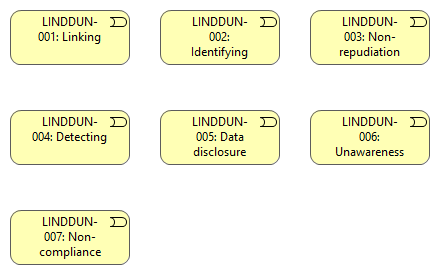 LINDDUN-
001: Linking
LINDDUN-
002:
Identifying
LINDDUN-
003: Non-
repudiation
LINDDUN-
004: Detecting
LINDDUN-
005: Data
disclosure
LINDDUN-
006:
Unawareness
LINDDUN-
007: Non-
compliance